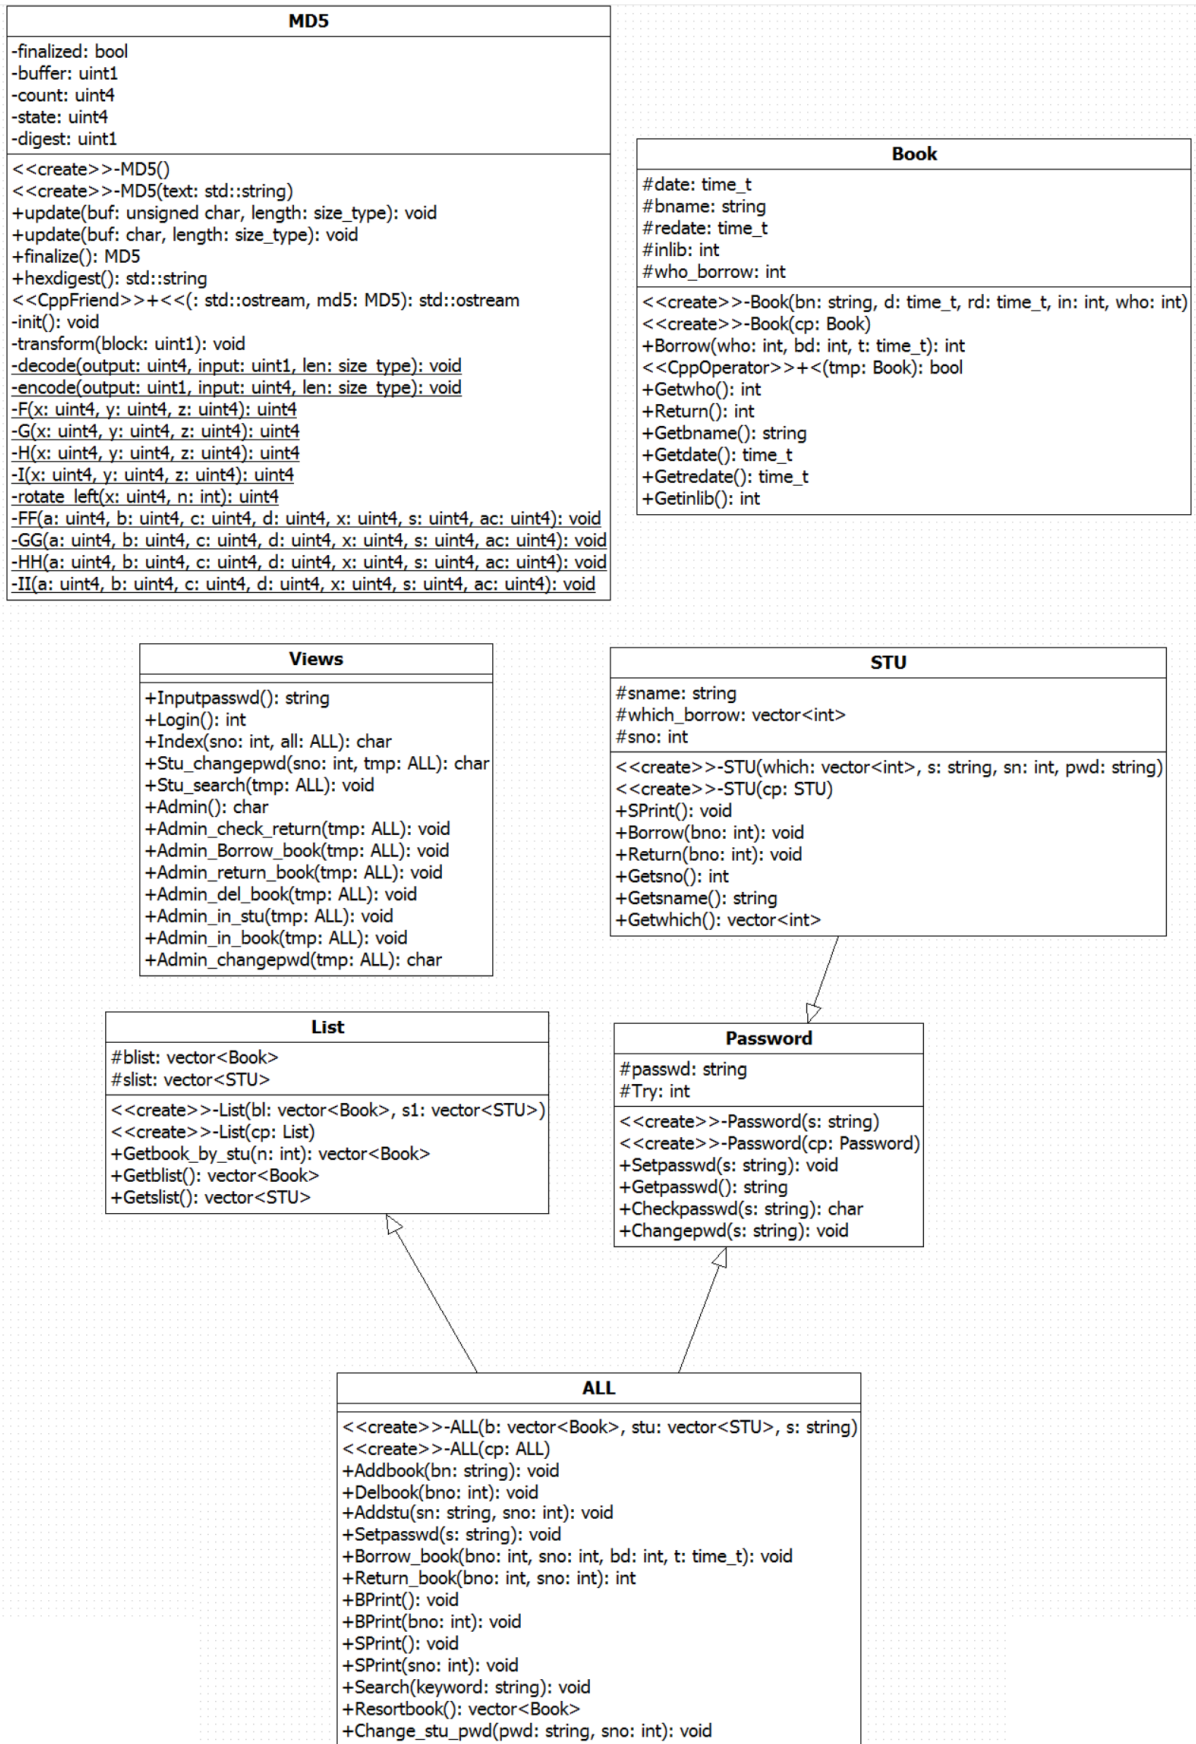 MD5
-finalized: bool
-buffer: uint1
-count: uint4
-state: uint4
-digest: uint1
<<create>>-MD5()
<<create>>-MD5(text: std::string)
+update(buf: unsigned char, length: size_type): void
+update(buf: char, length: size_type): void
+finalize(): MD5
+hexdigest(): std::string
<<CppFriend>>+<<(: std::ostream, md5: MD5): std::ostream
-init(): void
-transform(block: uint1): void
-decode(output: uint4, input: uint1, len: size_type): void
-encode(output: uint1, input: uint4, len: size_type): void
-F(x: uint4, y: uint4, z: uint4): uint4
-G(x: uint4, y: uint4, z: uint4): uint4
-H(x: uint4, y: uint4, z: uint4): uint4
-I(x: uint4, y: uint4, z: uint4): uint4
-rotate_left(x: uint4, n: int): uint4
-FF(a: uint4, b: uint4, c: uint4, d: uint4, x: uint4, s: uint4, ac: uint4): void
-GG(a: uint4, b: uint4, c: uint4, d: uint4, x: uint4, s: uint4, ac: uint4): void
-HH(a: uint4, b: uint4, c: uint4, d: uint4, x: uint4, s: uint4, ac: uint4): void
-II(a: uint4, b: uint4, c: uint4, d: uint4, x: uint4, s: uint4, ac: uint4): void
Book
#date: time_t
#bname: string
#redate: time_t
#inlib: int
#who_borrow: int
<<create>>-Book(bn: string, d: time_t, rd: time_t, in: int, who: int)
<<create>>-Book(cp: Book)
+Borrow(who: int, bd: int, t: time_t): int
<<CppOperator>>+<(tmp: Book): bool
+Getwho(): int
+Return(): int
+Getbname(): string
+Getdate(): time_t
+Getredate(): time_t
+Getinlib(): int
Views
+Inputpasswd(): string
+Login(): int
+Index(sno: int, all: ALL): char
+Stu_changepwd(sno: int, tmp: ALL): char
+Stu_search(tmp: ALL): void
+Admin(): char
+Admin_check_return(tmp: ALL): void
+Admin_Borrow_book(tmp: ALL): void
+Admin_return_book(tmp: ALL): void
+Admin_del_book(tmp: ALL): void
+Admin_in_stu(tmp: ALL): void
+Admin_in_book(tmp: ALL): void
+Admin_changepwd(tmp: ALL): char
STU
#sname: string
#which_borrow: vector<int>
#sno: int
<<create>>-STU(which: vector<int>, s: string, sn: int, pwd: string)
<<create>>-STU(cp: STU)
+SPrint(): void
+Borrow(bno: int): void
+Return(bno: int): void
+Getsno(): int
+Getsname(): string
+Getwhich(): vector<int>
List
#blist: vector<Book>
#slist: vector<STU>
<<create>>-List(bl: vector<Book>, s1: vector<STU>)
<<create>>-List(cp: List)
+Getbook_by_stu(n: int): vector<Book>
+Getblist(): vector<Book>
+Getslist(): vector<STU>
Password
#passwd: string
#Try: int
<<create>>-Password(s: string)
<<create>>-Password(cp: Password)
+Setpasswd(s: string): void
+Getpasswd(): string
+Checkpasswd(s: string): char
+Changepwd(s: string): void
ALL
<<create>>-ALL(b: vector<Book>, stu: vector<STU>, s: string)
<<create>>-ALL(cp: ALL)
+Addbook(bn: string): void
+Delbook(bno: int): void
+Addstu(sn: string, sno: int): void
+Setpasswd(s: string): void
+Borrow_book(bno: int, sno: int, bd: int, t: time_t): void
+Return_book(bno: int, sno: int): int
+BPrint(): void
+BPrint(bno: int): void
+SPrint(): void
+SPrint(sno: int): void
+Search(keyword: string): void
+Resortbook(): vector<Book>
+Change_stu_pwd(pwd: string, sno: int): void